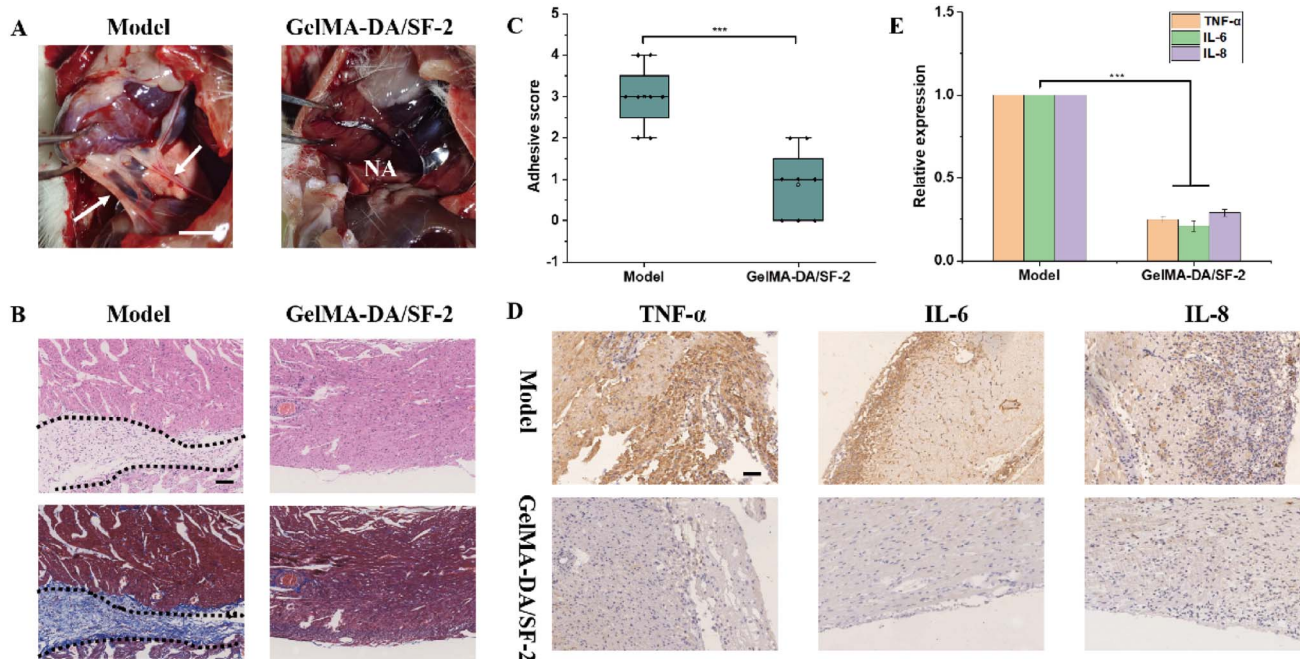 A
Model
GelMA-DA/SF-2
NA
C
Adhesive score
5
4
3
2
1
0
-1
***
Model
GelMA-DA/SF-2
E
Relative expression
1.5
1.0
0.5
0.0
***
TNF-α
IL-6
IL-8
Model
GelMA-DA/SF-2
B
Model
GelMA-DA/SF-2
D
TNF-α
IL-6
IL-8
Model
GelMA-DA/SF-2